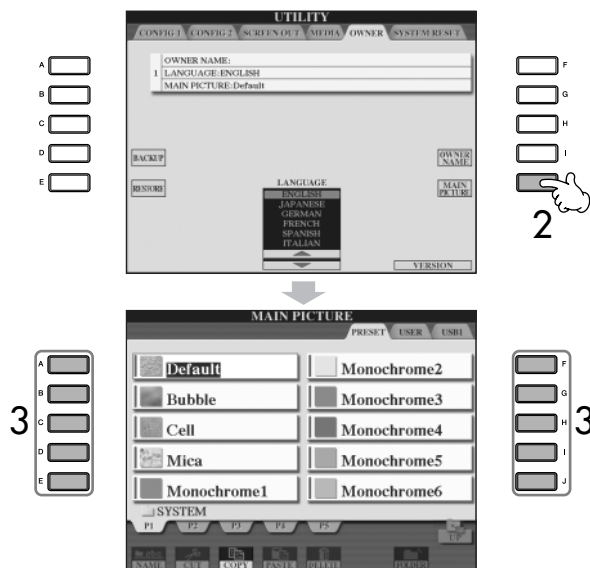 UTILITY
CONFIG 1 CONFIG 2 SCREEN OUT MEDIA OWNER SYSTEM RESET
OWNER NAME:
1 LANGUAGE:ENGLISH
MAIN PICTURE:Default
A
B
C
D
E
F
G
H
I
BACKUP
RESTORE
OWNER
NAME
MAIN
PICTURE
LANGUAGE
ENGLISH
JAPANESE
GERMAN
FRENCH
SPANISH
ITALIAN
VERSION
2
MAIN PICTURE
PRESET USER USB1
Default
Bubble
Cell
Mica
Monochrome1
Monochrome2
Monochrome3
Monochrome4
Monochrome5
Monochrome6
SYSTEM
P1 P2 P3 P4 P5
UP
NAME CUT COPY PASTE DELETE FOLDER
3
A
B
C
D
E
F
G
H
I
J
3